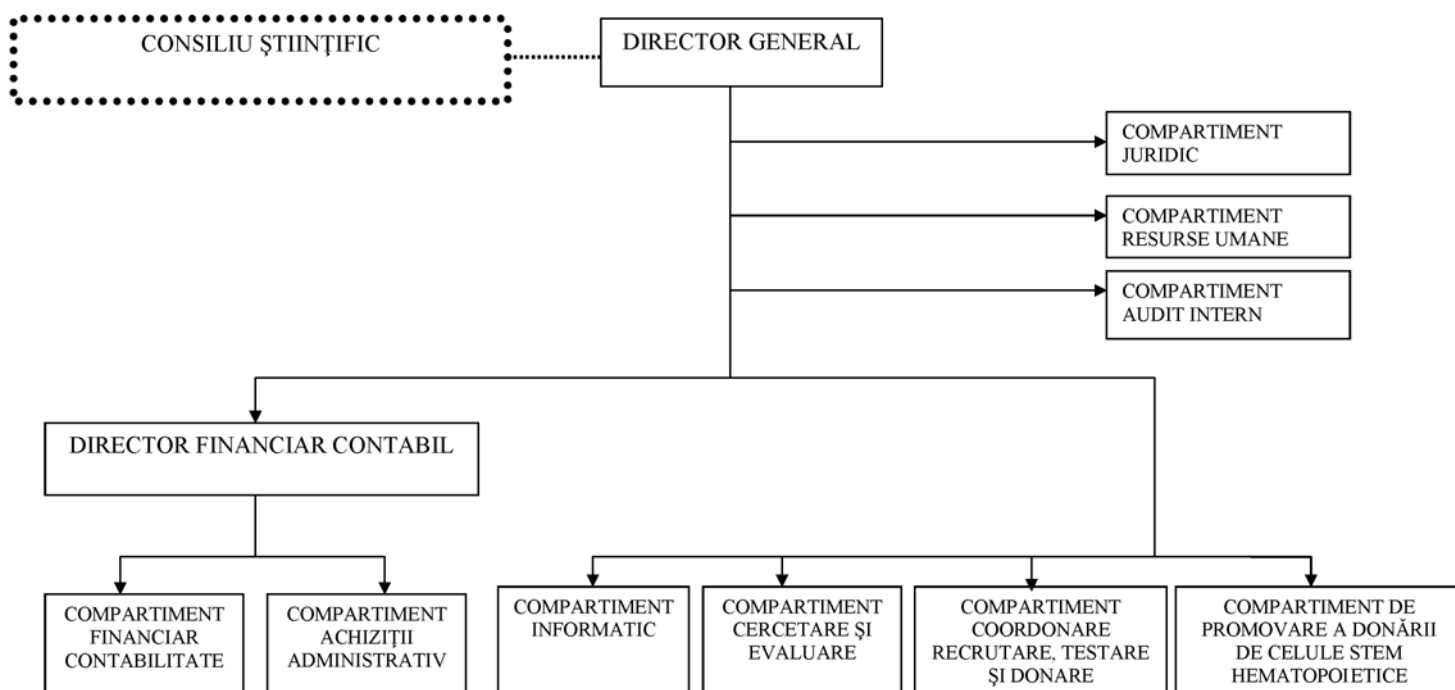 CONSILIU ŞTIINŢIFIC
DIRECTOR GENERAL
COMPARTIMENT
JURIDIC
COMPARTIMENT
RESURSE UMANE
COMPARTIMENT
AUDIT INTERN
DIRECTOR FINANCIAR CONTABIL
COMPARTIMENT
FINANCIAR
CONTABILITATE
COMPARTIMENT
ACHIZIŢII
ADMINISTRATIV
COMPARTIMENT
INFORMATIC
COMPARTIMENT
CERCETARE ŞI
EVALUARE
COMPARTIMENT
COORDONARE
RECRUTARE, TESTARE
ŞI DONARE
COMPARTIMENT DE
PROMOVARE A DONĂRII
DE CELULE STEM
HEMATOPOIETICE